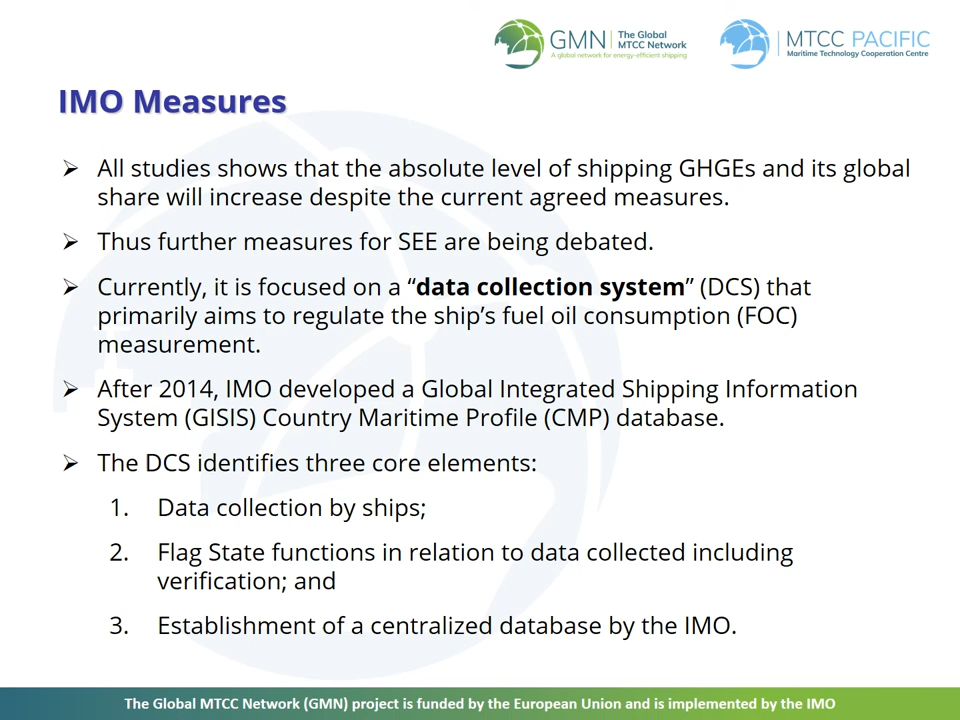 GMN | The Global MTCC Network
A global network for energy-efficient shipping
MTCC PACIFIC
Maritime Technology Cooperation Centre
IMO Measures
➢ All studies shows that the absolute level of shipping GHGEs and its global
share will increase despite the current agreed measures.
➢ Thus further measures for SEE are being debated.
➢ Currently, it is focused on a “data collection system” (DCS) that
primarily aims to regulate the ship’s fuel oil consumption (FOC)
measurement.
➢ After 2014, IMO developed a Global Integrated Shipping Information
System (GISIS) Country Maritime Profile (CMP) database.
➢ The DCS identifies three core elements:
1. Data collection by ships;
2. Flag State functions in relation to data collected including
verification; and
3. Establishment of a centralized database by the IMO.
The Global MTCC Network (GMN) project is funded by the European Union and is implemented by the IMO